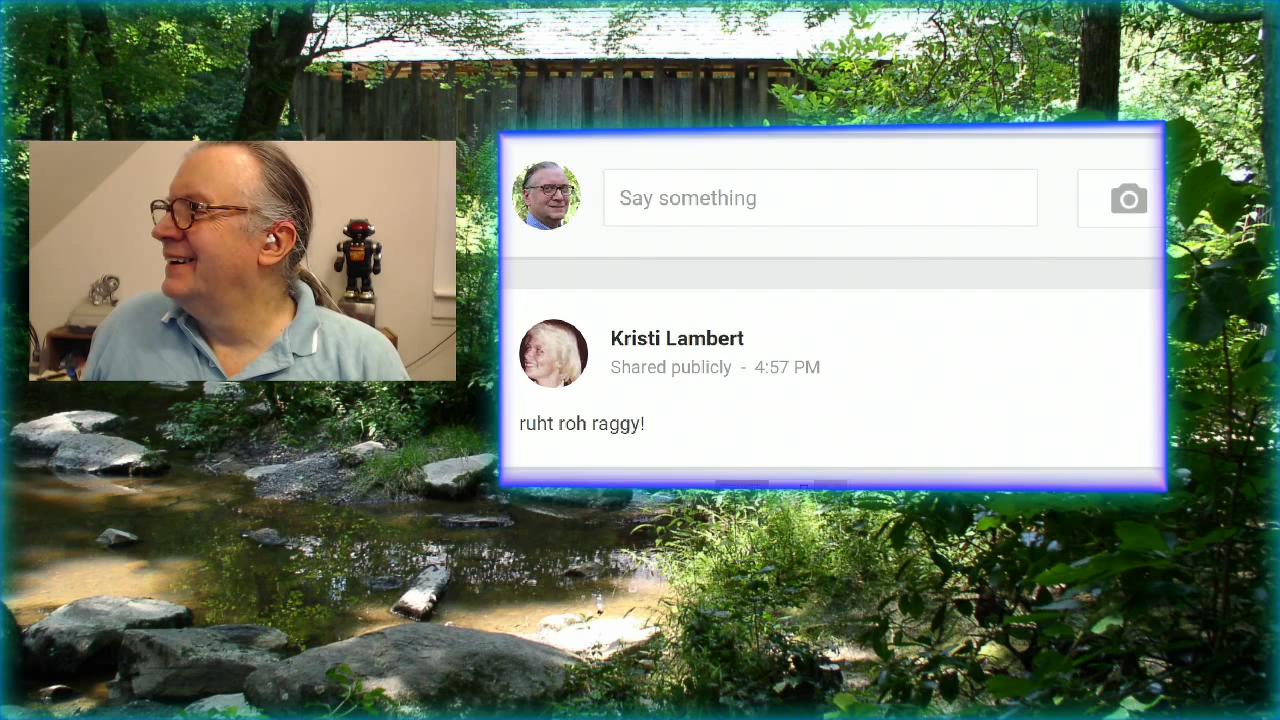 Say something
Kristi Lambert
Shared publicly - 4:57 PM
ruht roh raggy!